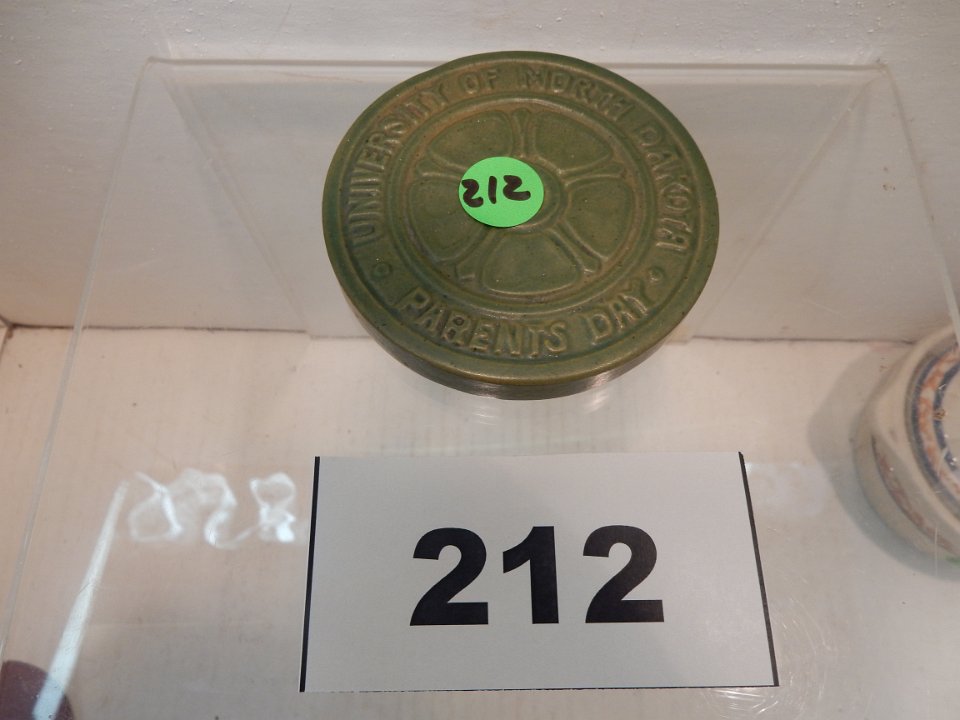 UNIVERSITY OF NORTH DAKOTA
212
PARENTS DAY
212